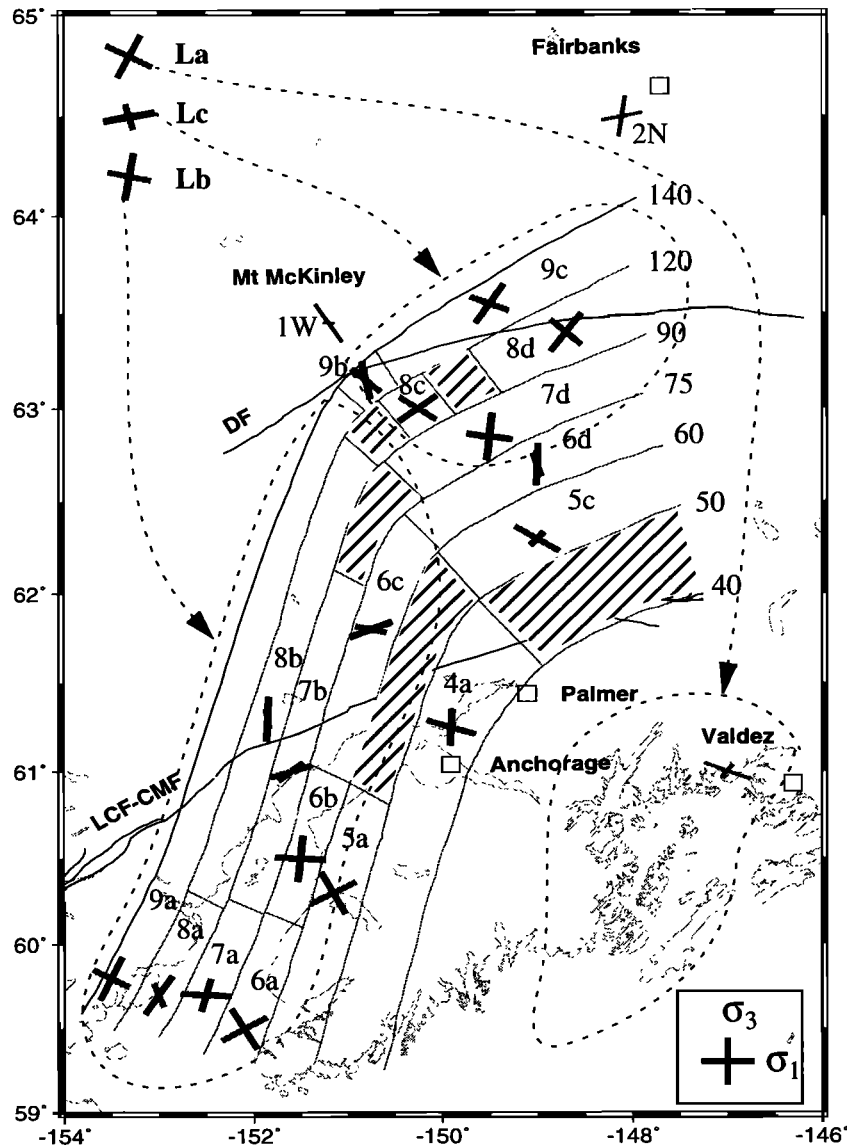 65°
Fairbanks
La
Lc
2N
Lb
140
64°
9c
120
Mt McKinley
1W
8d
90
9b
8c
7d
75
63°
DF
6d
60
5c
50
62°
6c
40
8b
7b
4a
Palmer
Valdez
61°
Anchorage
LCF-CMF
6b
5a
9a
60°
8a
7a
6a
σ3
σ1
59°
-154°
-152°
-150°
-148°
-146°